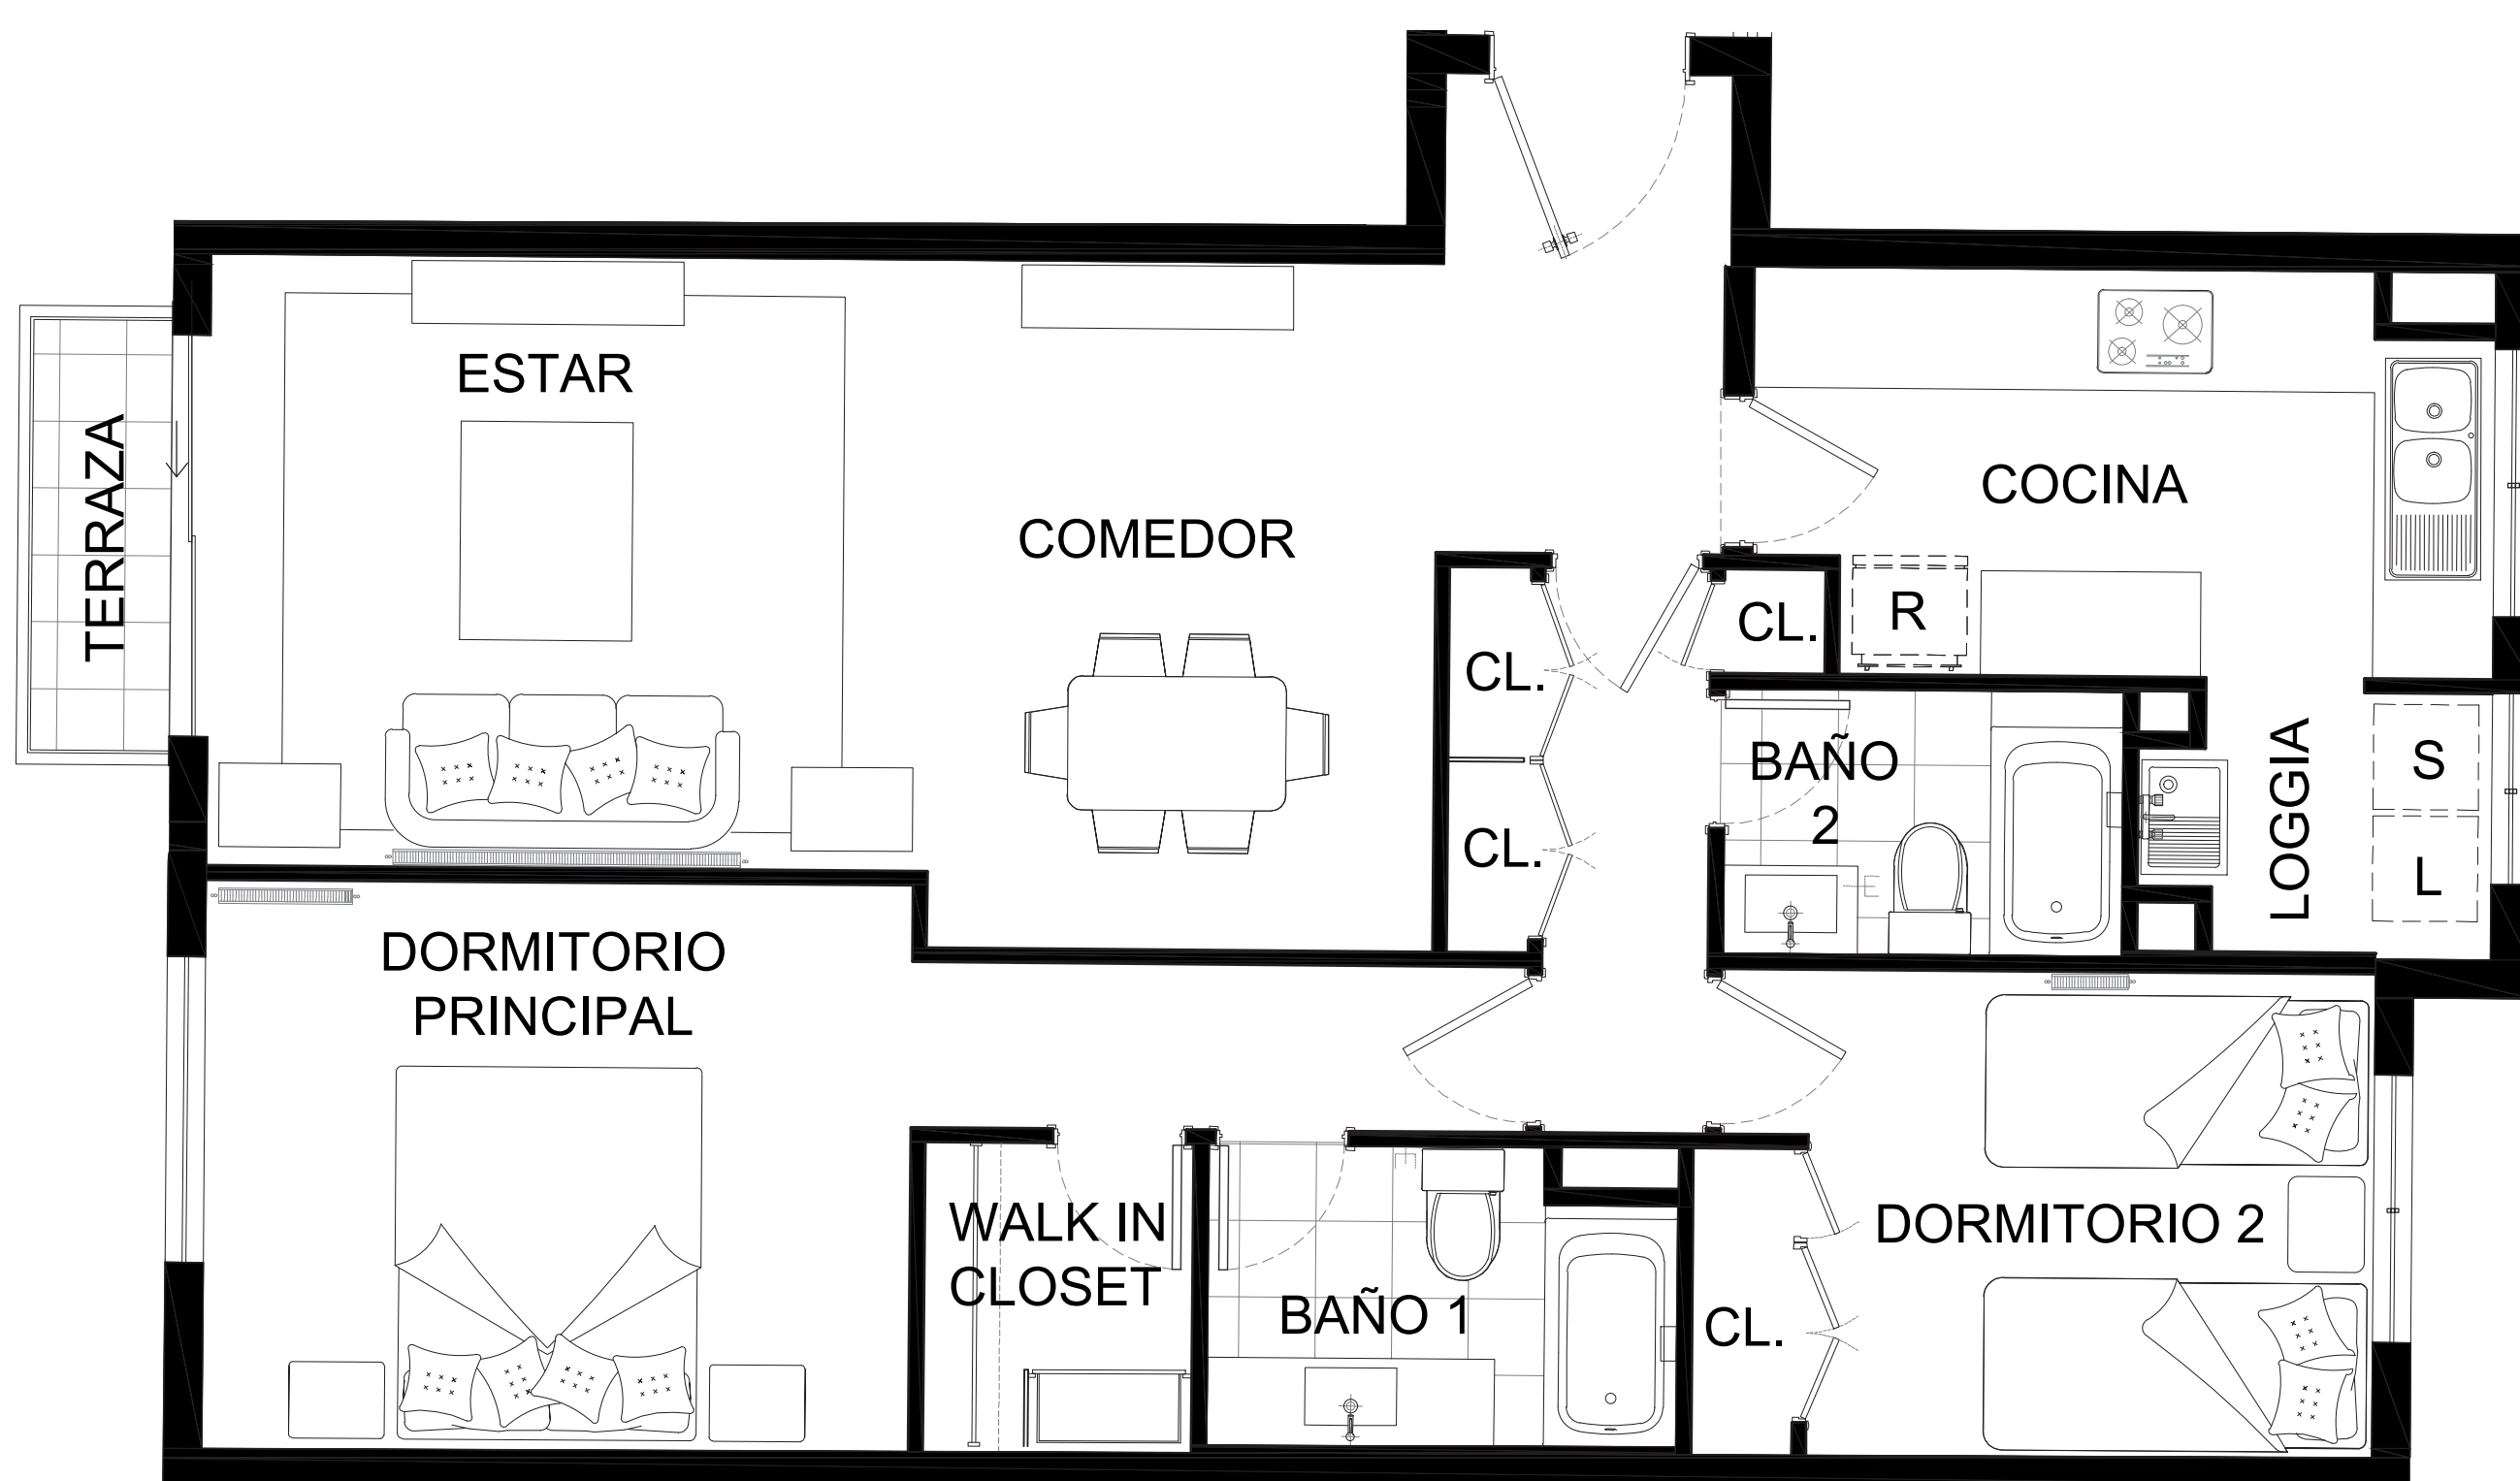 ESTAR
TERRAZA
COMEDOR
COCINA
R
CL.
CL.
CL.
BAÑO
2
LOGGIA
S
L
DORMITORIO
PRINCIPAL
WALK IN
CLOSET
BAÑO 1
CL.
DORMITORIO 2